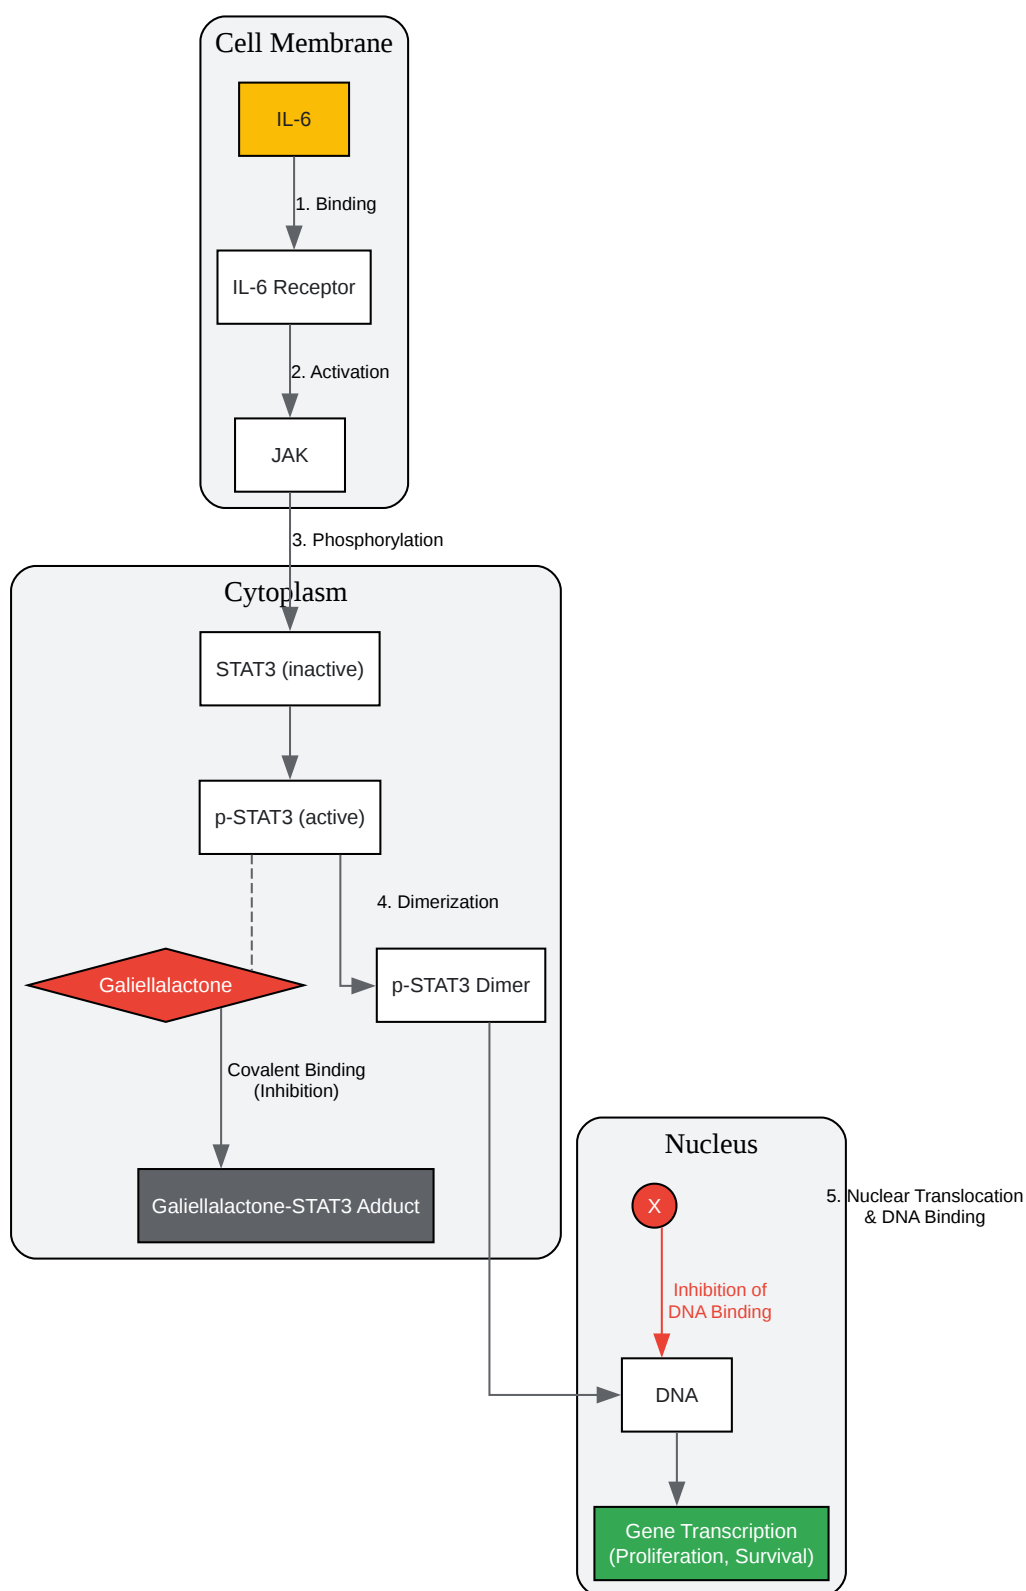 Cell Membrane
IL-6
1. Binding
IL-6 Receptor
2. Activation
JAK
3. Phosphorylation
Cytoplasm
STAT3 (inactive)
p-STAT3 (active)
4. Dimerization
Galiellalactone
p-STAT3 Dimer
Covalent Binding
(Inhibition)
Galiellalactone-STAT3 Adduct
Nucleus
X
5. Nuclear Translocation
& DNA Binding
Inhibition of
DNA Binding
DNA
Gene Transcription
(Proliferation, Survival)